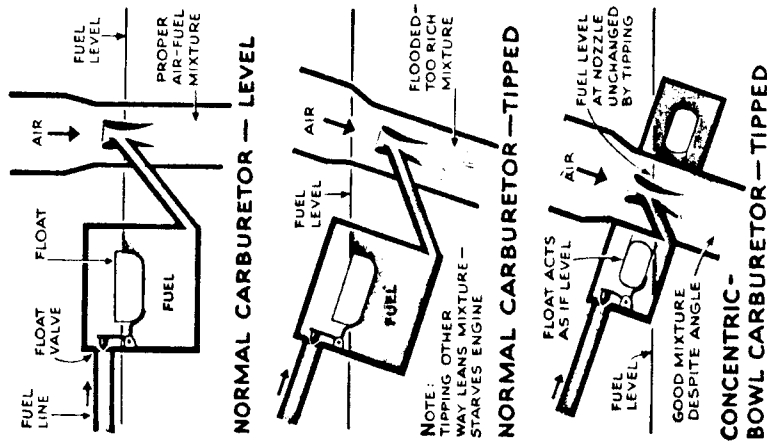 FUEL
LINE
FLOAT
VALVE
FLOAT
FUEL
AIR
FUEL
LEVEL
PROPER
AIR-FUEL
MIXTURE
NORMAL CARBURETOR — LEVEL
FUEL
LEVEL
AIR
FLOODED-
TOO RICH
MIXTURE
FUEL
NOTE:
TIPPING OTHER
WAY LEANS MIXTURE—
STARVES ENGINE
NORMAL CARBURETOR—TIPPED
FLOAT ACTS
AS IF LEVEL
AIR
FUEL LEVEL
AT NOZZLE
UNCHANGED
BY TIPPING
FUEL
LEVEL
GOOD MIXTURE
DESPITE ANGLE
CONCENTRIC-
BOWL CARBURETOR—TIPPED